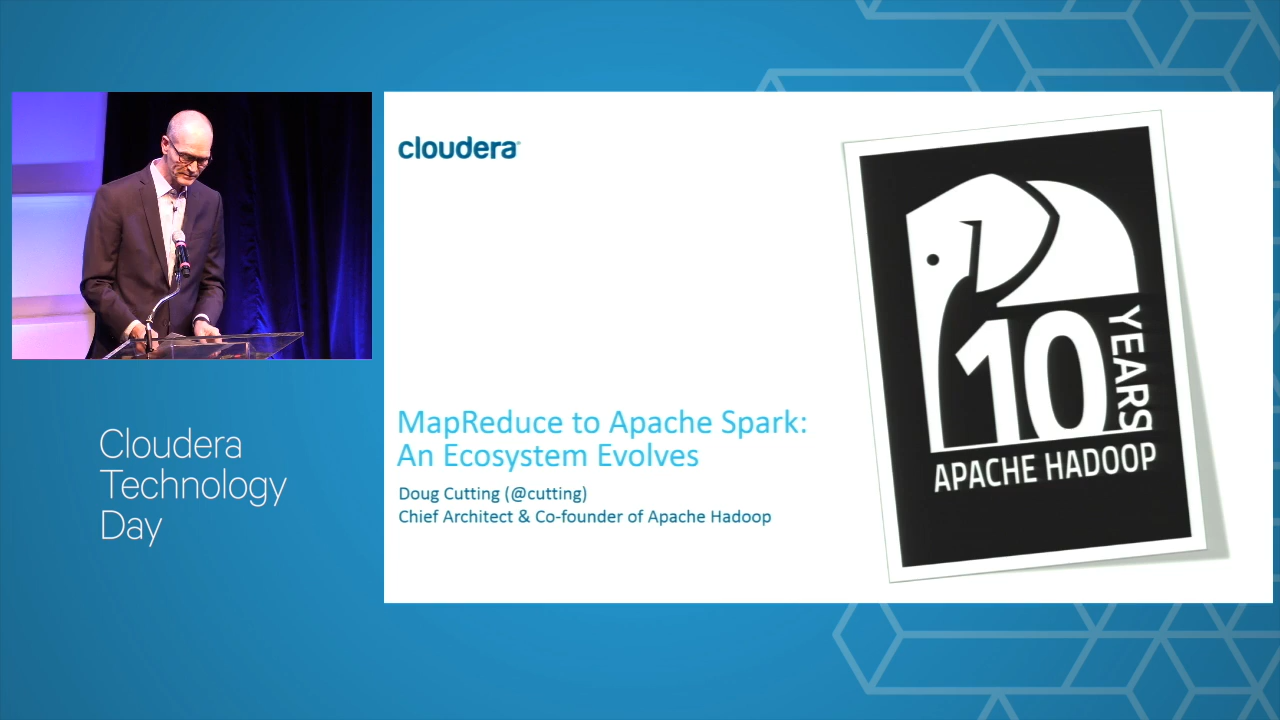 cloudera
MapReduce to Apache Spark:
An Ecosystem Evolves
Doug Cutting (@cutting)
Chief Architect & Co-founder of Apache Hadoop
10
YEARS
APACHE HADOOP
Cloudera
Technology
Day